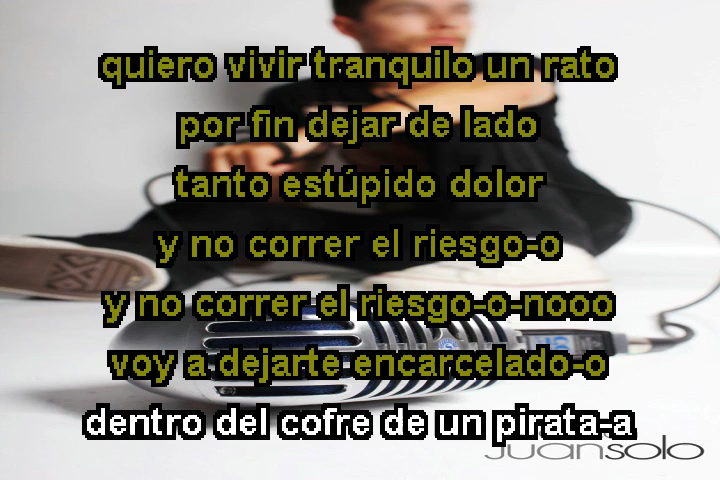 quiero vivir tranquilo un rato
por fin dejar de lado
tanto estúpido dolor
y no correr el riesgo-o
y no correr el riesgo-o-nooo
voy a dejarte encarcelado-o
dentro del cofre de un pirata-a
juansolo